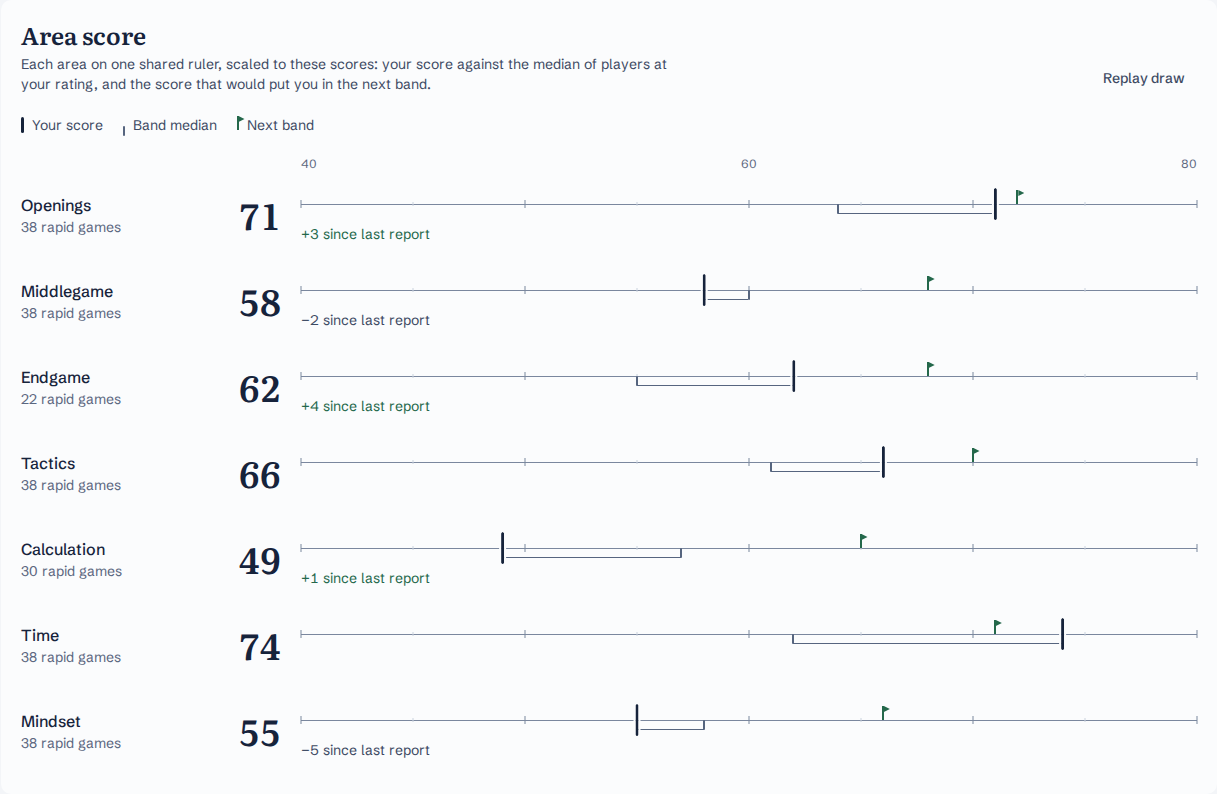 Area score
Each area on one shared ruler, scaled to these scores: your score against the median of players at
your rating, and the score that would put you in the next band.
Replay draw
Your score Band median Next band
40 60 80
Openings
38 rapid games
71
+3 since last report
Middlegame
38 rapid games
58
−2 since last report
Endgame
22 rapid games
62
+4 since last report
Tactics
38 rapid games
66
Calculation
30 rapid games
49
+1 since last report
Time
38 rapid games
74
Mindset
38 rapid games
55
−5 since last report